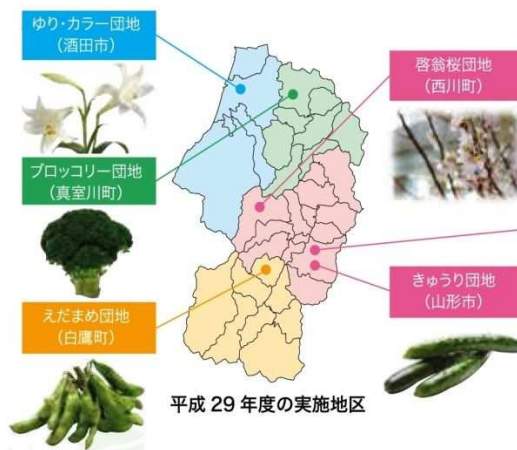 ゆり・カラー団地
（酒田市）
啓翁桜団地
（西川町）
ブロッコリー団地
（真室川町）
きゅうり団地
（山形市）
えだまめ団地
（白鷹町）
平成 29 年度の実施地区